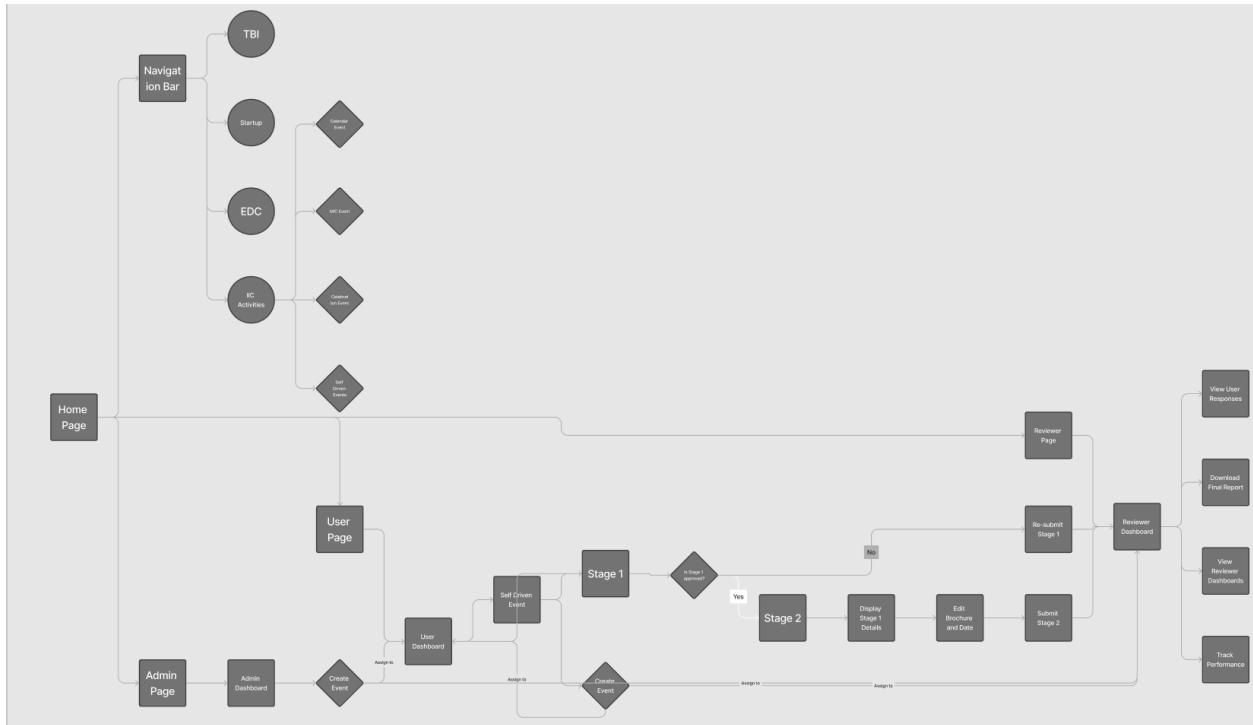 TBI
Navigat
ion Bar
Startup
Calendar
Event
EDC
MIC Event
IIC
Activities
Celebrat
ion Event
Self
Driven
Events
Home
Page
View User
Responses
Reviewer
Page
Download
Final Report
User
Page
Re-submit
Stage 1
Reviewer
Dashboard
No
Stage 1
Is Stage 1
approved?
View
Reviewer
Dashboards
Self Driven
Event
Yes
Stage 2
Display
Stage 1
Details
Edit
Brochure
and Date
Submit
Stage 2
User
Dashboard
Track
Performance
Assign to
Admin
Page
Admin
Dashboard
Create
Event
Assign to
Create
Event
Assign to
Assign to